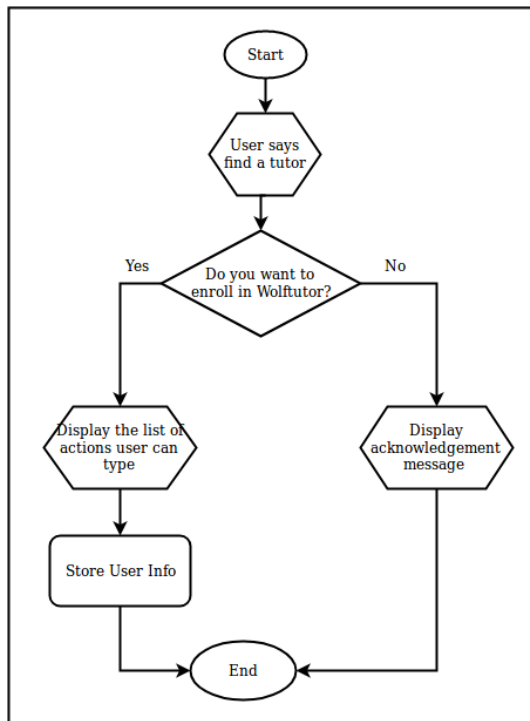 Start
User says
find a tutor
Do you want to
enroll in Wolftutor?
Yes
No
Display the list of
actions user can
type
Display
acknowledgement
message
Store User Info
End